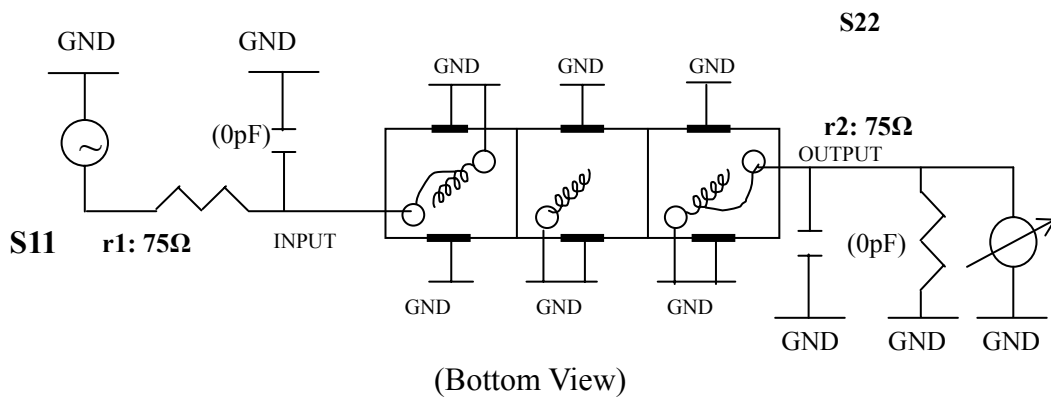 S22
GND
GND
GND
GND
GND
(0pF)
r2: 75Ω
OUTPUT
S11
r1: 75Ω
INPUT
(0pF)
GND
GND
GND
GND
GND
GND
(Bottom View)